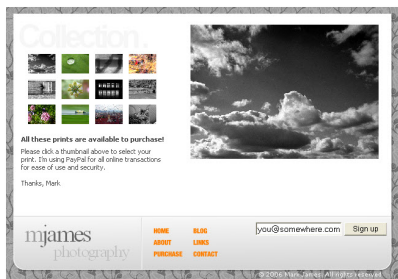 Collection.
All these prints are available to purchase!
Please click a thumbnail above to select your
print. I'm using PayPal for all online transactions
for ease of use and security.
Thanks, Mark
mjames
photography
HOME BLOG
ABOUT LINKS
PURCHASE CONTACT
you@somewhere.com Sign up
© 2006 Mark James. All rights reserved